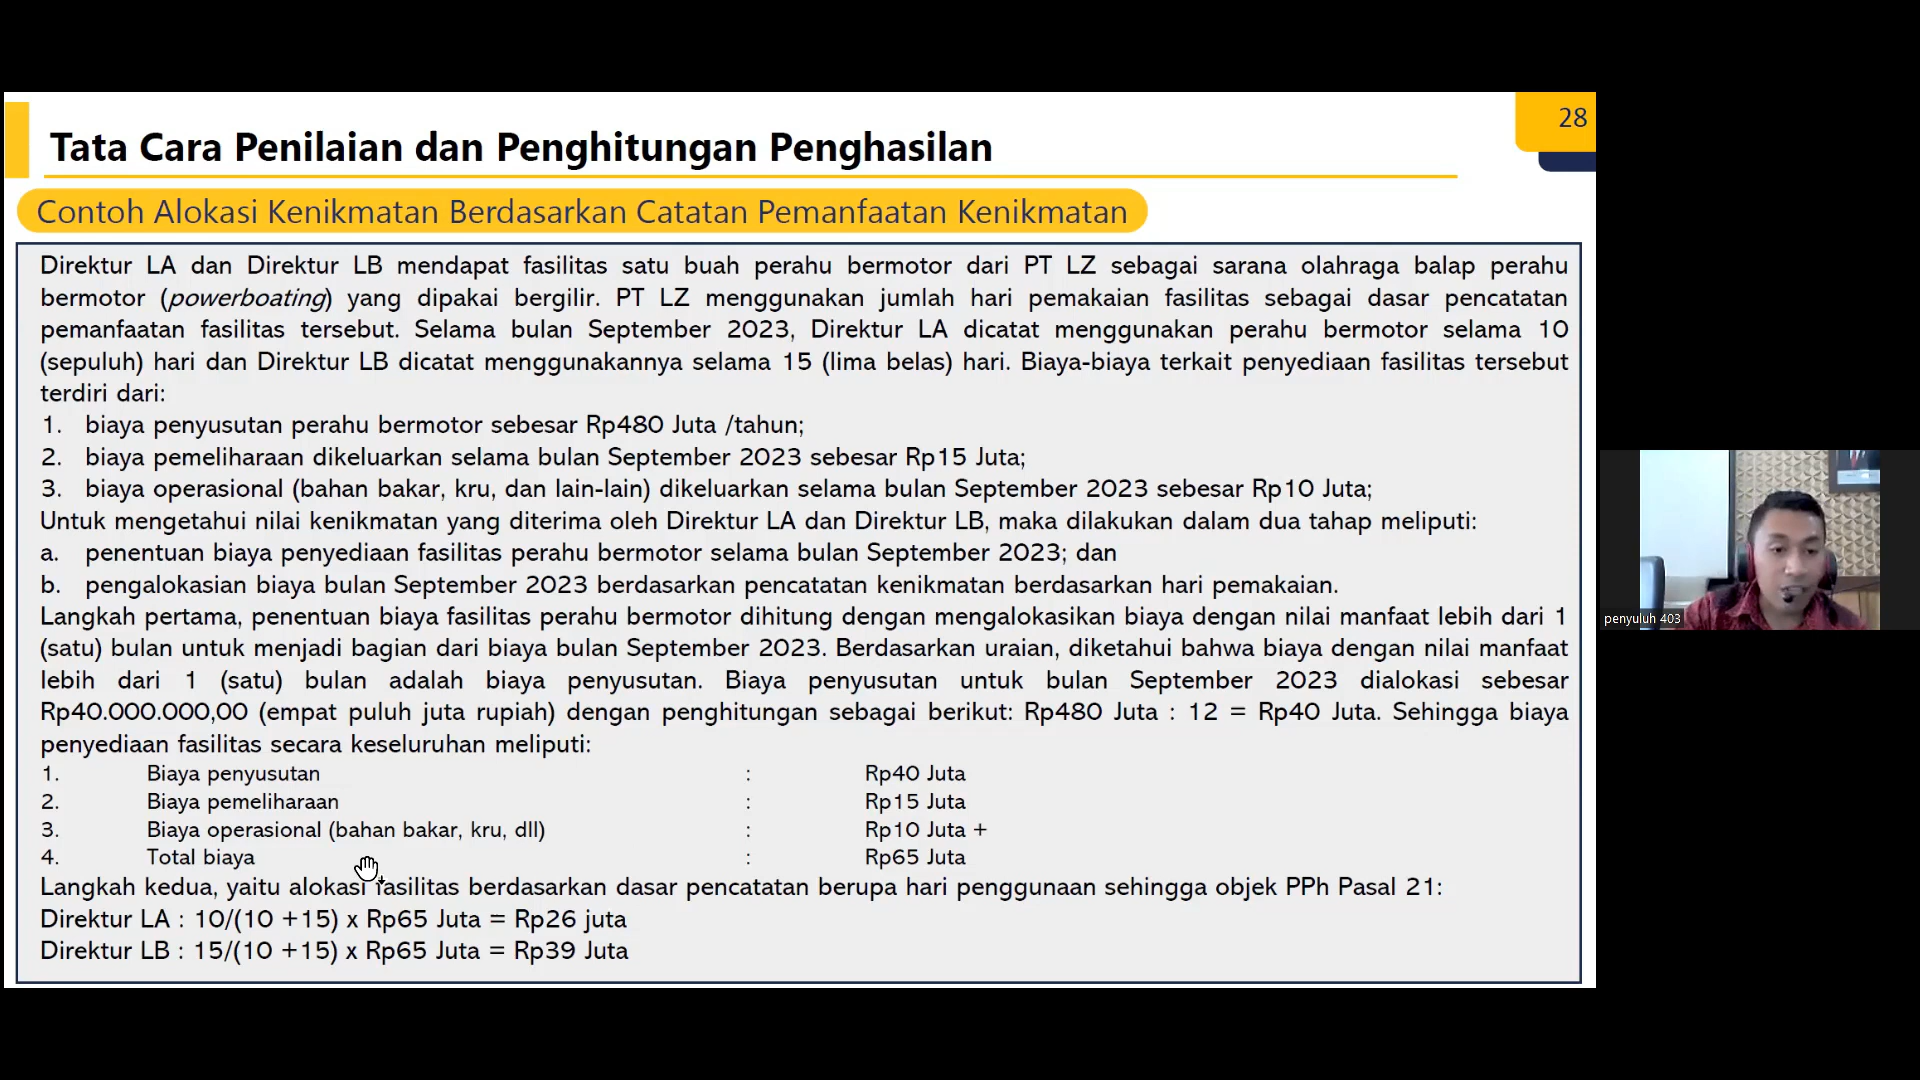 28
Tata Cara Penilaian dan Penghitungan Penghasilan
Contoh Alokasi Kenikmatan Berdasarkan Catatan Pemanfaatan Kenikmatan
Direktur LA dan Direktur LB mendapat fasilitas satu buah perahu bermotor dari PT LZ sebagai sarana olahraga balap perahu
bermotor (powerboating) yang dipakai bergilir. PT LZ menggunakan jumlah hari pemakaian fasilitas sebagai dasar pencatatan
pemanfaatan fasilitas tersebut. Selama bulan September 2023, Direktur LA dicatat menggunakan perahu bermotor selama 10
(sepuluh) hari dan Direktur LB dicatat menggunakannya selama 15 (lima belas) hari. Biaya-biaya terkait penyediaan fasilitas tersebut
terdiri dari:
1. biaya penyusutan perahu bermotor sebesar Rp480 Juta /tahun;
2. biaya pemeliharaan dikeluarkan selama bulan September 2023 sebesar Rp15 Juta;
3. biaya operasional (bahan bakar, kru, dan lain-lain) dikeluarkan selama bulan September 2023 sebesar Rp10 Juta;
Untuk mengetahui nilai kenikmatan yang diterima oleh Direktur LA dan Direktur LB, maka dilakukan dalam dua tahap meliputi:
a. penentuan biaya penyediaan fasilitas perahu bermotor selama bulan September 2023; dan
b. pengalokasian biaya bulan September 2023 berdasarkan pencatatan kenikmatan berdasarkan hari pemakaian.
Langkah pertama, penentuan biaya fasilitas perahu bermotor dihitung dengan mengalokasikan biaya dengan nilai manfaat lebih dari 1
(satu) bulan untuk menjadi bagian dari biaya bulan September 2023. Berdasarkan uraian, diketahui bahwa biaya dengan nilai manfaat
lebih dari 1 (satu) bulan adalah biaya penyusutan. Biaya penyusutan untuk bulan September 2023 dialokasi sebesar
Rp40.000.000,00 (empat puluh juta rupiah) dengan penghitungan sebagai berikut: Rp480 Juta : 12 = Rp40 Juta. Sehingga biaya
penyediaan fasilitas secara keseluruhan meliputi:
1. Biaya penyusutan : Rp40 Juta
2. Biaya pemeliharaan : Rp15 Juta
3. Biaya operasional (bahan bakar, kru, dll) : Rp10 Juta +
4. Total biaya : Rp65 Juta
Langkah kedua, yaitu alokasi fasilitas berdasarkan dasar pencatatan berupa hari penggunaan sehingga objek PPh Pasal 21:
Direktur LA : 10/(10 +15) x Rp65 Juta = Rp26 juta
Direktur LB : 15/(10 +15) x Rp65 Juta = Rp39 Juta
penyuluh 403